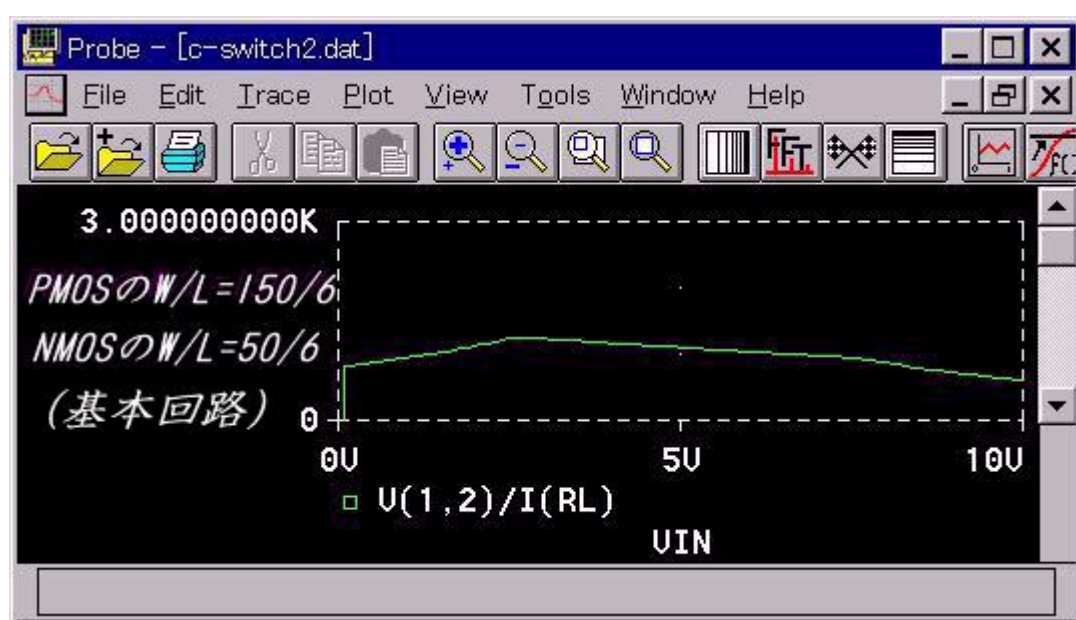 Probe - [c-switch2.dat]
File Edit Trace Plot View Tools Window Help
3.000000000K
PMOSのW/L=150/6
NMOSのW/L=50/6
(基本回路)
0
0V 5V 10V
V(1,2)/I(RL)
VIN